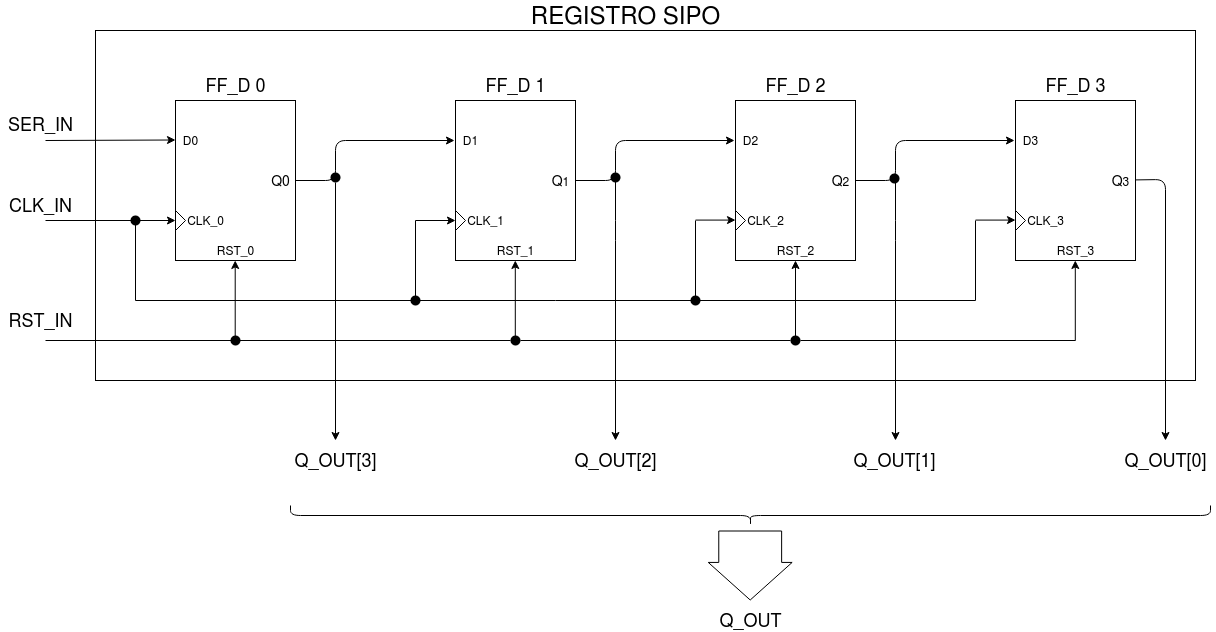 REGISTRO SIPO
FF_D 0
FF_D 1
FF_D 2
FF_D 3
SER_IN
D0
D1
D2
D3
Q0
Q1
Q2
Q3
CLK_IN
CLK_0
CLK_1
CLK_2
CLK_3
RST_0
RST_1
RST_2
RST_3
RST_IN
Q_OUT[3]
Q_OUT[2]
Q_OUT[1]
Q_OUT[0]
Q_OUT